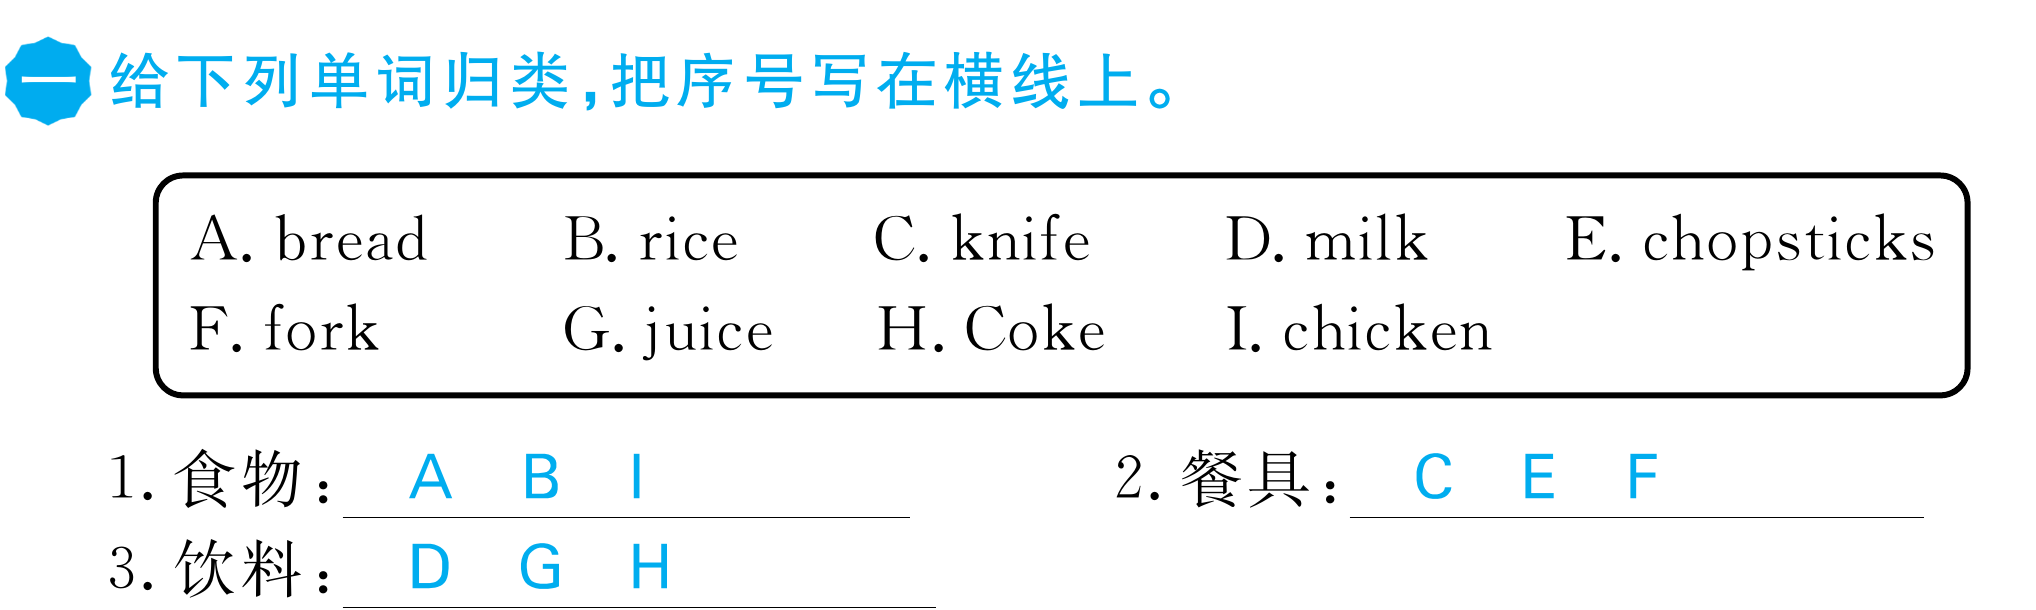 一 给下列单词归类,把序号写在横线上。
A. bread B. rice C. knife D. milk E. chopsticks
F. fork G. juice H. Coke I. chicken
1. 食物: A B I 2. 餐具: C E F
3. 饮料: D G H